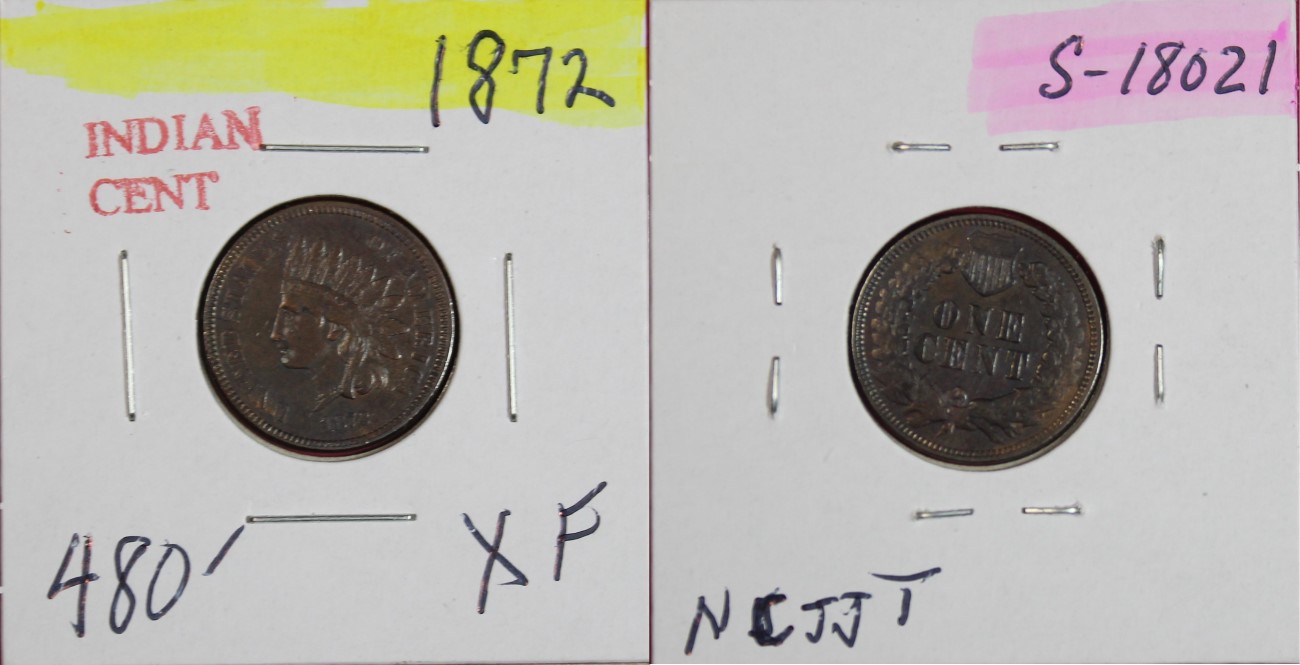 1872
INDIAN
CENT
480
XF
S-18021
ONE
CENT